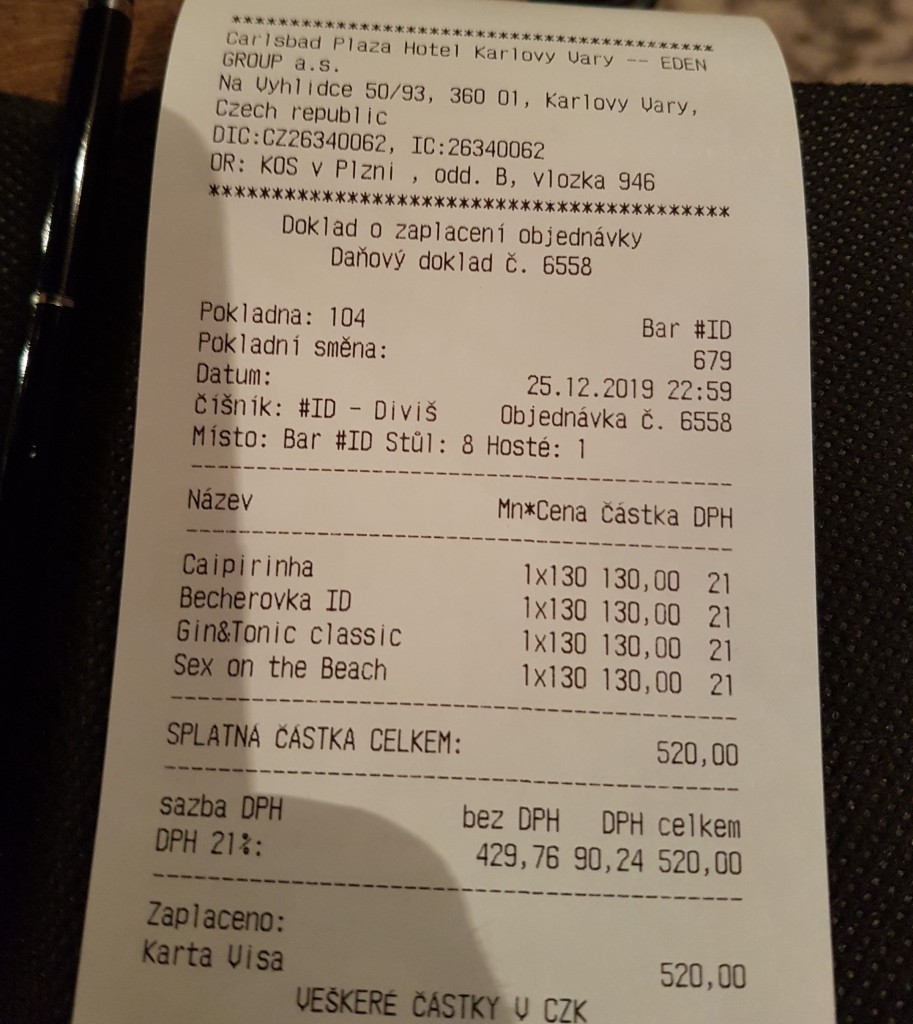 ******************************************
Carlsbad Plaza Hotel Karlovy Vary -- EDEN
GROUP a.s.
Na Vyhlidce 50/93, 360 01, Karlovy Vary,
Czech republic
DIC:CZ26340062, IC:26340062
OR: KOS v Plzni , odd. B, vlozka 946
******************************************
Doklad o zaplacení objednávky
Daňový doklad č. 6558
Pokladna: 104 Bar #ID
Pokladní směna: 679
Datum: 25.12.2019 22:59
Číšník: #ID - Diviš Objednávka č. 6558
Místo: Bar #ID Stůl: 8 Hosté: 1
------------------------------------------
Název Mn*Cena Částka DPH
------------------------------------------
Caipirinha 1x130 130,00 21
Becherovka ID 1x130 130,00 21
Gin&Tonic classic 1x130 130,00 21
Sex on the Beach 1x130 130,00 21
------------------------------------------
SPLATNÁ ČÁSTKA CELKEM: 520,00
------------------------------------------
sazba DPH bez DPH DPH celkem
DPH 21%: 429,76 90,24 520,00
------------------------------------------
Zaplaceno:
Karta Visa 520,00
VEŠKERÉ ČÁSTKY V CZK